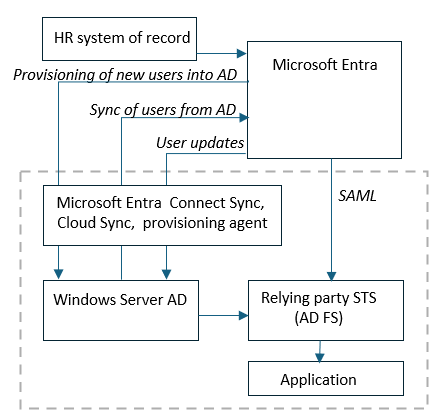 HR system of record
Microsoft Entra
Provisioning of new users into AD
Sync of users from AD
User updates
SAML
Microsoft Entra  Connect Sync,
Cloud Sync,  provisioning agent
Windows Server AD
Relying party STS
(AD FS)
Application